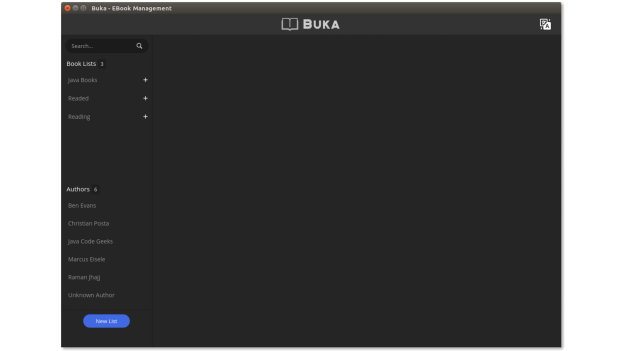 Buka - EBook Management
BUKA
Search...
Book Lists 3
Java Books +
Readed +
Reading +
Authors 6
Ben Evans
Christian Posta
Java Code Geeks
Marcus Eisele
Raman Jhajj
Unknown Author
New List